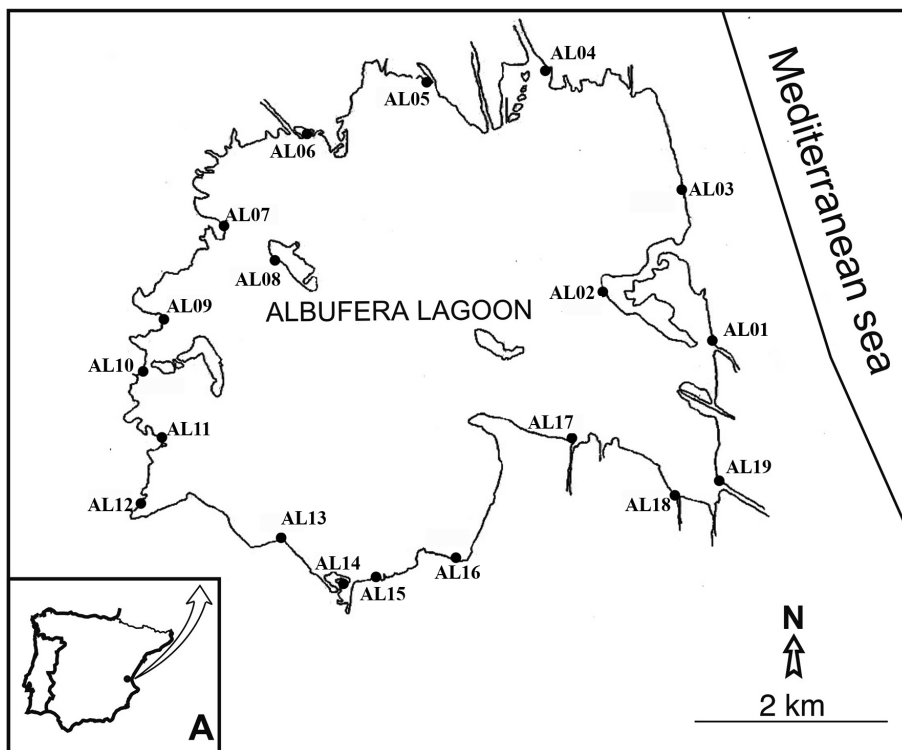 AL04
AL05
AL06
Mediterranean sea
AL03
AL07
AL08
AL02
ALBUFERA LAGOON
AL09
AL01
AL10
AL11
AL17
AL12
AL19
AL18
AL13
AL14
AL15
AL16
N
2 km
A